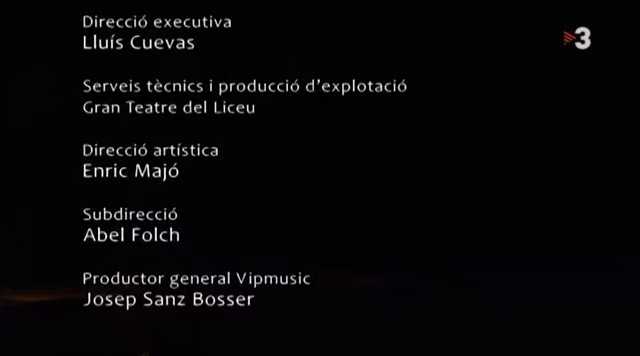 Direcció executiva
Lluís Cuevas
3
Serveis tècnics i producció d'explotació
Gran Teatre del Liceu
Direcció artística
Enric Majó
Subdirecció
Abel Folch
Productor general Vipmusic
Josep Sanz Bosser